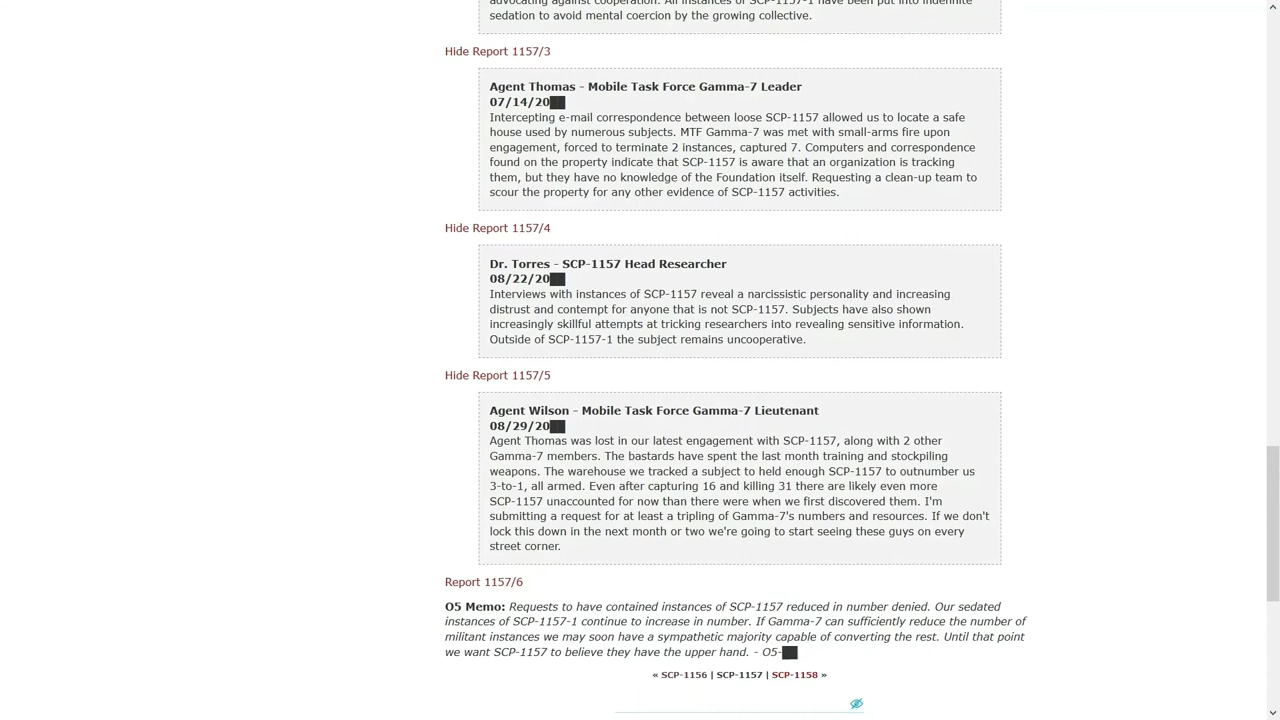 advocating against cooperation. All instances of SCP-1157-1 have been put into indefinite
sedation to avoid mental coercion by the growing collective.
Hide Report 1157/3
Agent Thomas - Mobile Task Force Gamma-7 Leader
07/14/20██
Intercepting e-mail correspondence between loose SCP-1157 allowed us to locate a safe
house used by numerous subjects. MTF Gamma-7 was met with small-arms fire upon
engagement, forced to terminate 2 instances, captured 7. Computers and correspondence
found on the property indicate that SCP-1157 is aware that an organization is tracking
them, but they have no knowledge of the Foundation itself. Requesting a clean-up team to
scour the property for any other evidence of SCP-1157 activities.
Hide Report 1157/4
Dr. Torres - SCP-1157 Head Researcher
08/22/20██
Interviews with instances of SCP-1157 reveal a narcissistic personality and increasing
distrust and contempt for anyone that is not SCP-1157. Subjects have also shown
increasingly skillful attempts at tricking researchers into revealing sensitive information.
Outside of SCP-1157-1 the subject remains uncooperative.
Hide Report 1157/5
Agent Wilson - Mobile Task Force Gamma-7 Lieutenant
08/29/20██
Agent Thomas was lost in our latest engagement with SCP-1157, along with 2 other
Gamma-7 members. The bastards have spent the last month training and stockpiling
weapons. The warehouse we tracked a subject to held enough SCP-1157 to outnumber us
3-to-1, all armed. Even after capturing 16 and killing 31 there are likely even more
SCP-1157 unaccounted for now than there were when we first discovered them. I'm
submitting a request for at least a tripling of Gamma-7's numbers and resources. If we don't
lock this down in the next month or two we're going to start seeing these guys on every
street corner.
Report 1157/6
O5 Memo: Requests to have contained instances of SCP-1157 reduced in number denied. Our sedated
instances of SCP-1157-1 continue to increase in number. If Gamma-7 can sufficiently reduce the number of
militant instances we may soon have a sympathetic majority capable of converting the rest. Until that point
we want SCP-1157 to believe they have the upper hand. - O5-██
« SCP-1156 | SCP-1157 | SCP-1158 »